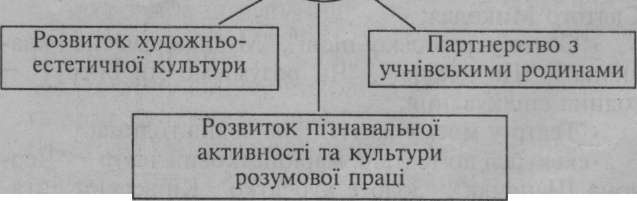 Розвиток художньо-
естетичної культури
Партнерство з
учнівськими родинами
Розвиток пізнавальної
активності та культури
розумової праці